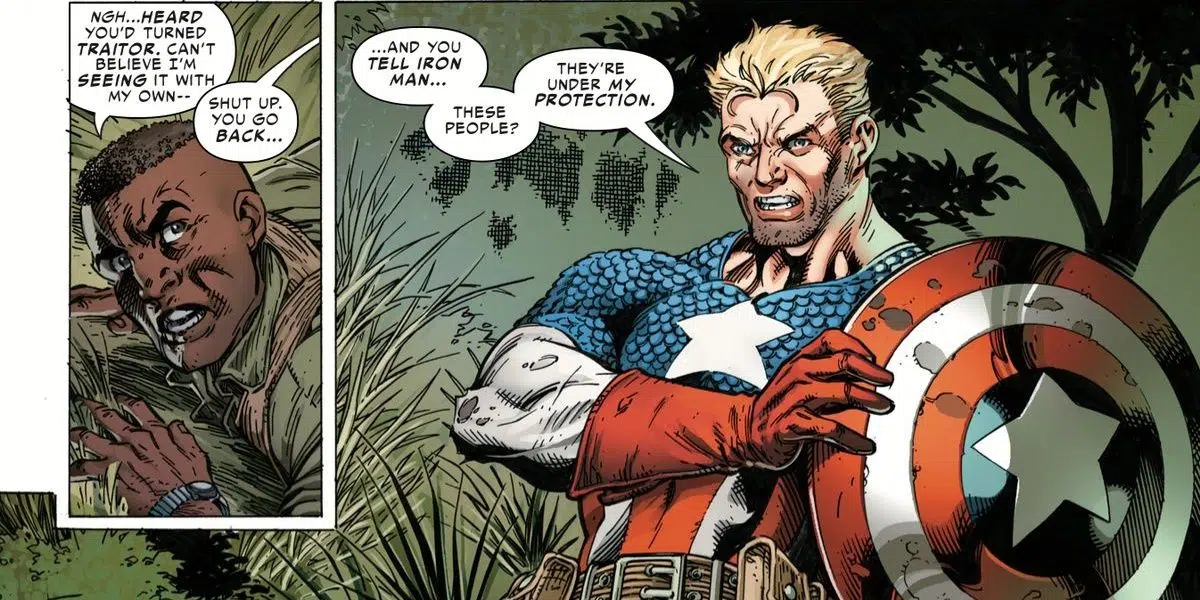 NGH...HEARD
YOU'D TURNED
TRAITOR. CAN'T
BELIEVE I'M
SEEING IT WITH
MY OWN--
SHUT UP.
YOU GO
BACK...
...AND YOU
TELL IRON
MAN...
THESE
PEOPLE?
THEY'RE
UNDER MY
PROTECTION.